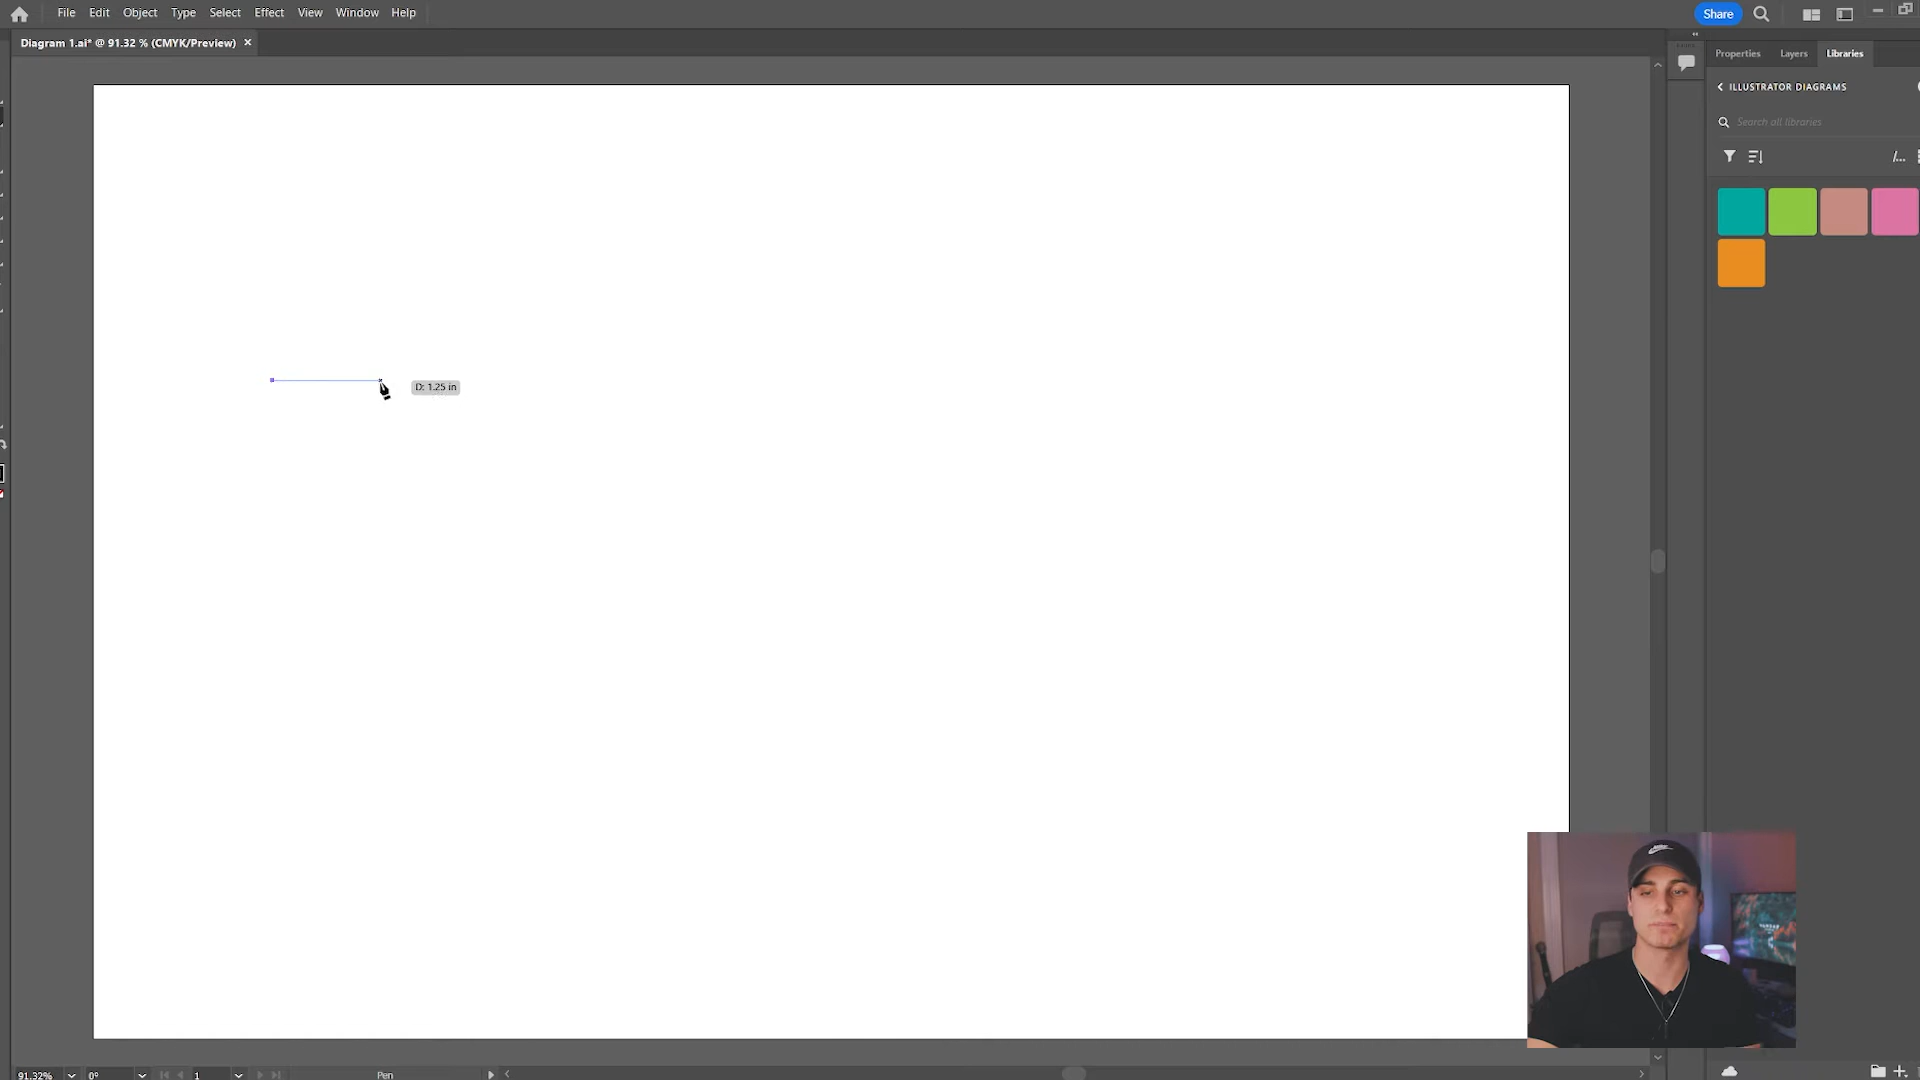 File Edit Object Type Select Effect View Window Help
Share
Diagram 1.ai* @ 91.32 % (CMYK/Preview) ×
Properties Layers Libraries
ILLUSTRATOR DIAGRAMS
Search all libraries
/...
D: 1.25 in
91.32% 0° 1 Pen